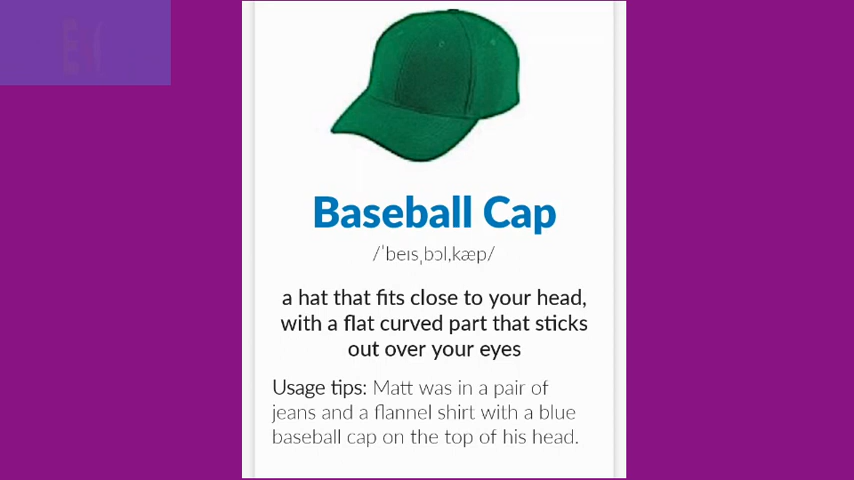 Baseball Cap
/ˈbeɪsˌbɔl,kæp/
a hat that fits close to your head,
with a flat curved part that sticks
out over your eyes
Usage tips: Matt was in a pair of
jeans and a flannel shirt with a blue
baseball cap on the top of his head.